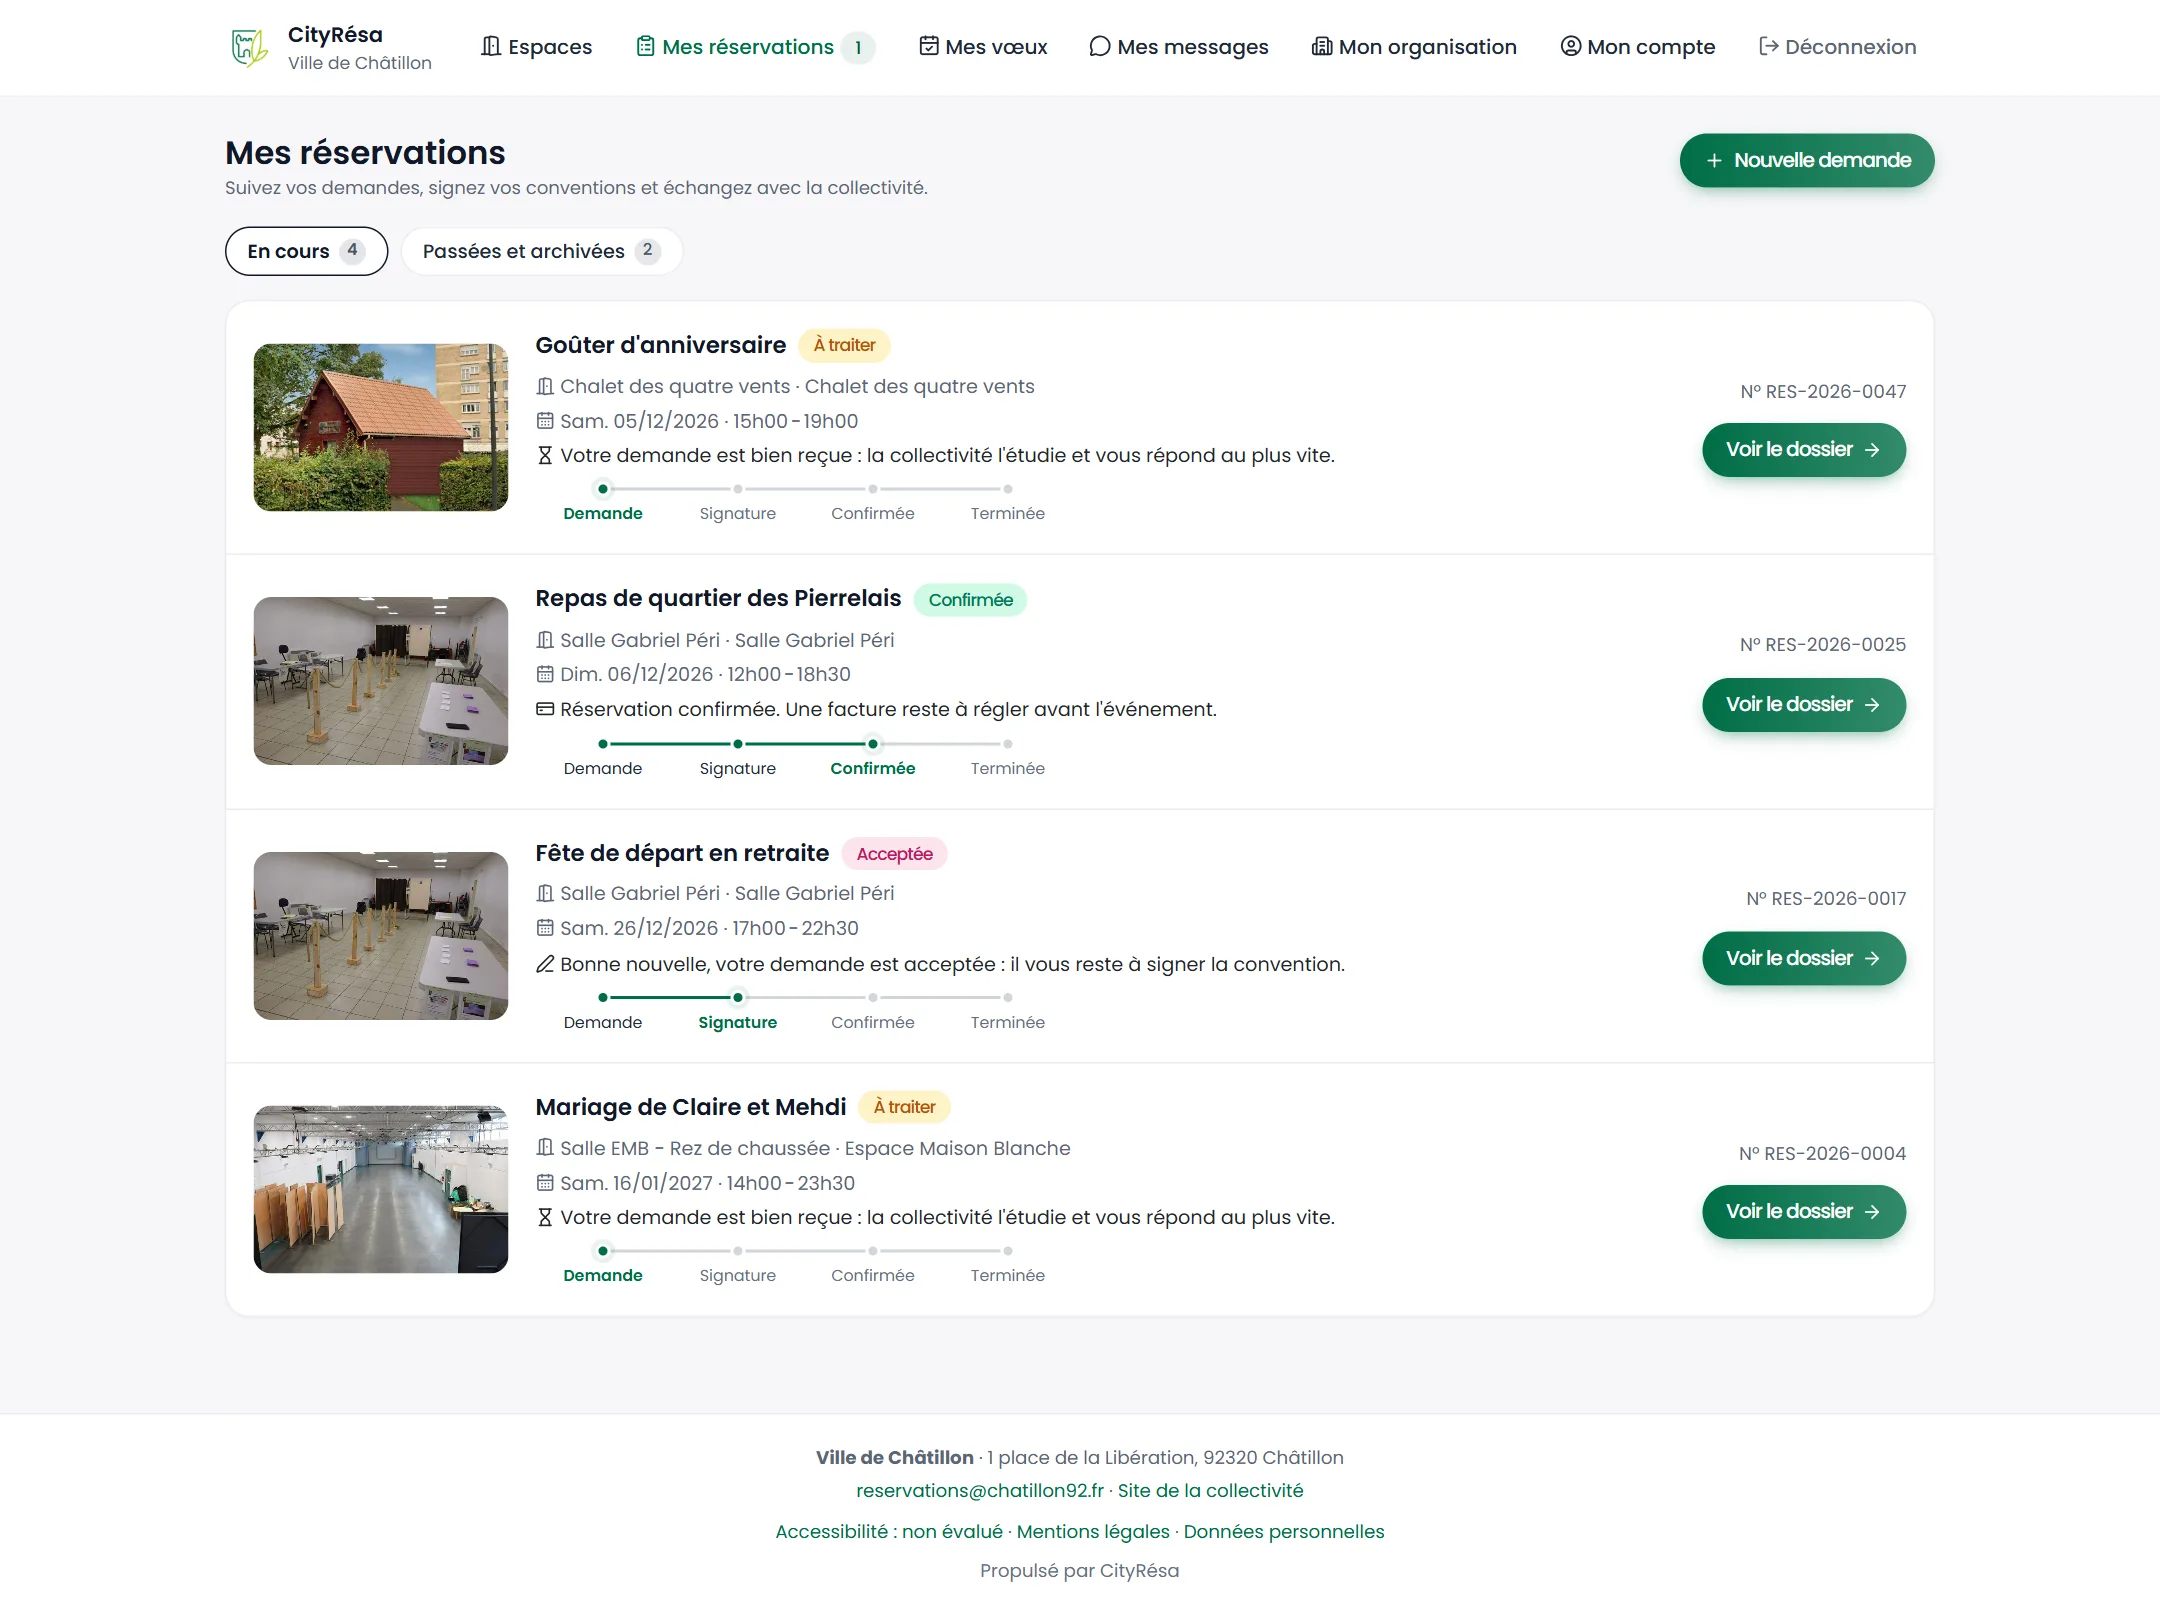 CityRésa
Ville de Châtillon
Espaces
Mes réservations 1
Mes vœux
Mes messages
Mon organisation
Mon compte
Déconnexion
Mes réservations
Suivez vos demandes, signez vos conventions et échangez avec la collectivité.
+ Nouvelle demande
En cours 4
Passées et archivées 2
Goûter d'anniversaire À traiter
Chalet des quatre vents · Chalet des quatre vents
Sam. 05/12/2026 · 15h00 – 19h00
Votre demande est bien reçue : la collectivité l'étudie et vous répond au plus vite.
Demande Signature Confirmée Terminée
N° RES-2026-0047
Voir le dossier →
Repas de quartier des Pierrelais Confirmée
Salle Gabriel Péri · Salle Gabriel Péri
Dim. 06/12/2026 · 12h00 – 18h30
Réservation confirmée. Une facture reste à régler avant l'événement.
Demande Signature Confirmée Terminée
N° RES-2026-0025
Voir le dossier →
Fête de départ en retraite Acceptée
Salle Gabriel Péri · Salle Gabriel Péri
Sam. 26/12/2026 · 17h00 – 22h30
Bonne nouvelle, votre demande est acceptée : il vous reste à signer la convention.
Demande Signature Confirmée Terminée
N° RES-2026-0017
Voir le dossier →
Mariage de Claire et Mehdi À traiter
Salle EMB - Rez de chaussée · Espace Maison Blanche
Sam. 16/01/2027 · 14h00 – 23h30
Votre demande est bien reçue : la collectivité l'étudie et vous répond au plus vite.
Demande Signature Confirmée Terminée
N° RES-2026-0004
Voir le dossier →
Ville de Châtillon · 1 place de la Libération, 92320 Châtillon
reservations@chatillon92.fr · Site de la collectivité
Accessibilité : non évalué · Mentions légales · Données personnelles
Propulsé par CityRésa